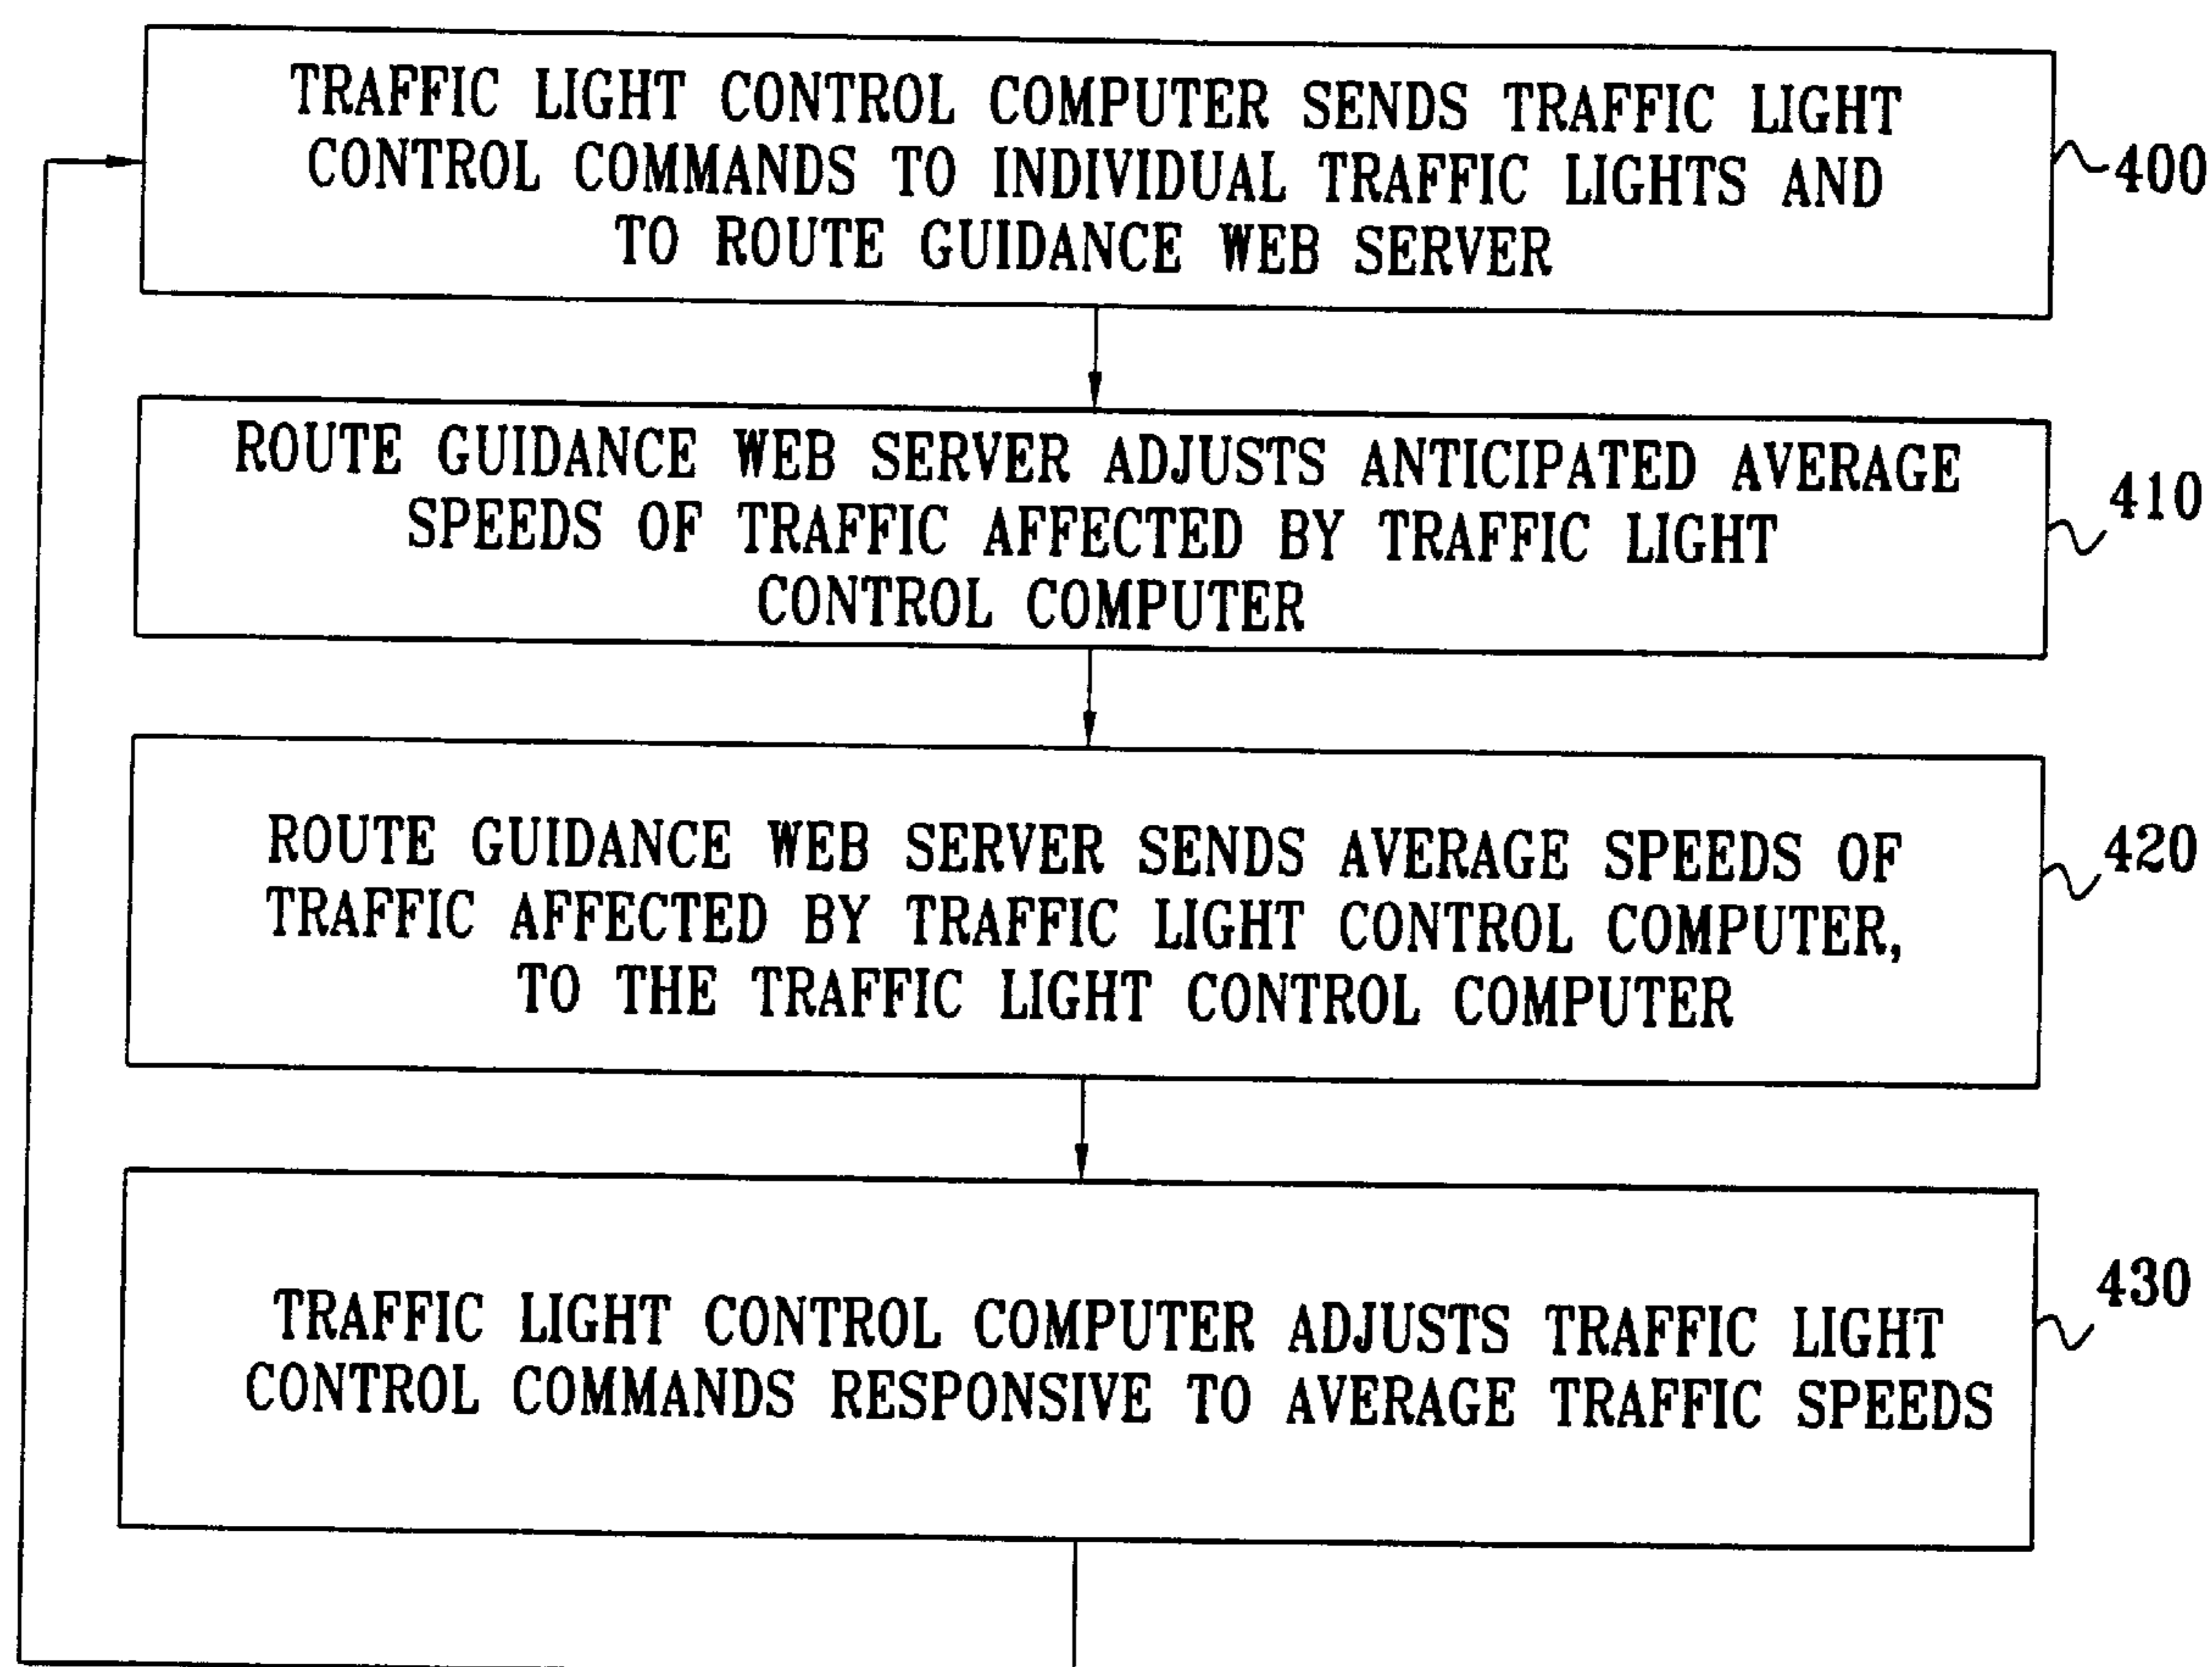 TRAFFIC LIGHT CONTROL COMPUTER SENDS TRAFFIC LIGHT
CONTROL COMMANDS TO INDIVIDUAL TRAFFIC LIGHTS AND
TO ROUTE GUIDANCE WEB SERVER
400
ROUTE GUIDANCE WEB SERVER ADJUSTS ANTICIPATED AVERAGE
SPEEDS OF TRAFFIC AFFECTED BY TRAFFIC LIGHT
CONTROL COMPUTER
410
ROUTE GUIDANCE WEB SERVER SENDS AVERAGE SPEEDS OF
TRAFFIC AFFECTED BY TRAFFIC LIGHT CONTROL COMPUTER,
TO THE TRAFFIC LIGHT CONTROL COMPUTER
420
TRAFFIC LIGHT CONTROL COMPUTER ADJUSTS TRAFFIC LIGHT
CONTROL COMMANDS RESPONSIVE TO AVERAGE TRAFFIC SPEEDS
430